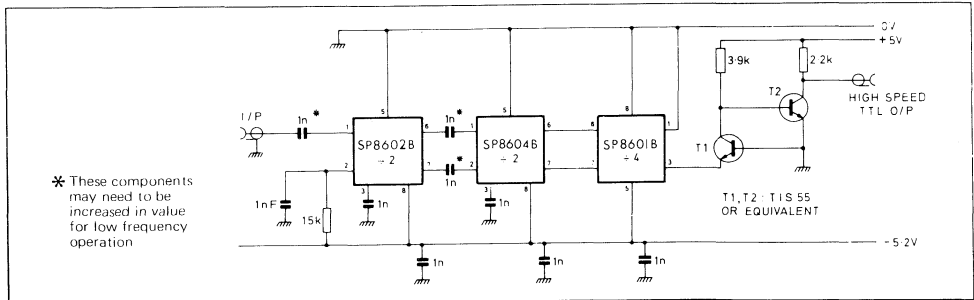 0V
+5V
3.9k
2.2k
T2
HIGH SPEED
TTL O/P
T1
I/P
1n *
1n *
1n *
5
5
8
1
6
1
6
6
1
SP8602B
÷ 2
SP8604B
÷ 2
SP8601B
÷ 4
2
7
2
7
7
3
3
8
3
8
5
1nF
15k
1n
1n
T1, T2 : TIS 55
OR EQUIVALENT
* These components
may need to be
increased in value
for low frequency
operation
-5.2V
1n
1n
1n